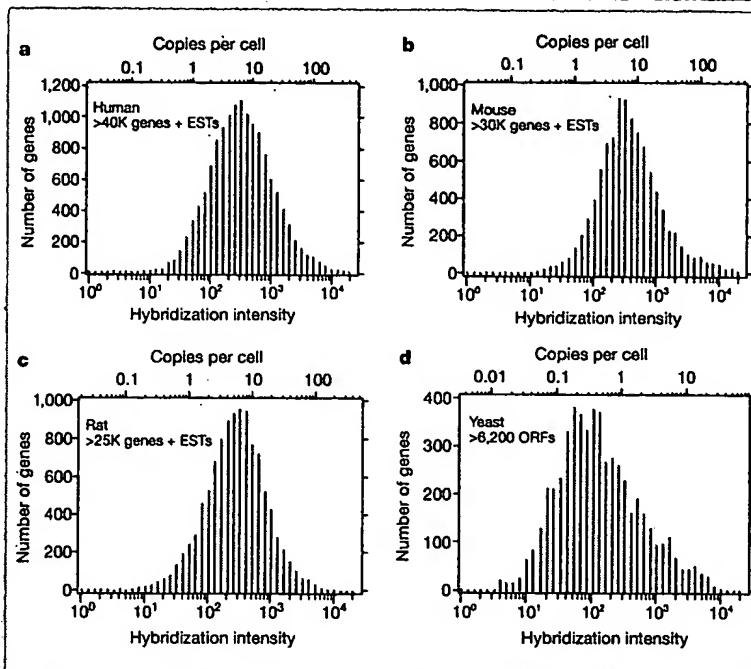 a
Copies per cell
0.1 1 10 100
1,200
1,000
800
600
400
200
0
Number of genes
Human
>40K genes + ESTs
10⁰ 10¹ 10² 10³ 10⁴
Hybridization intensity
b
Copies per cell
0.1 1 10 100
1,000
800
600
400
200
0
Number of genes
Mouse
>30K genes + ESTs
10⁰ 10¹ 10² 10³ 10⁴
Hybridization intensity
c
Copies per cell
0.1 1 10 100
1,000
800
600
400
200
0
Number of genes
Rat
>25K genes + ESTs
10⁰ 10¹ 10² 10³ 10⁴
Hybridization intensity
d
Copies per cell
0.01 0.1 1 10
400
300
200
100
0
Number of genes
Yeast
>6,200 ORFs
10⁰ 10¹ 10² 10³ 10⁴
Hybridization intensity